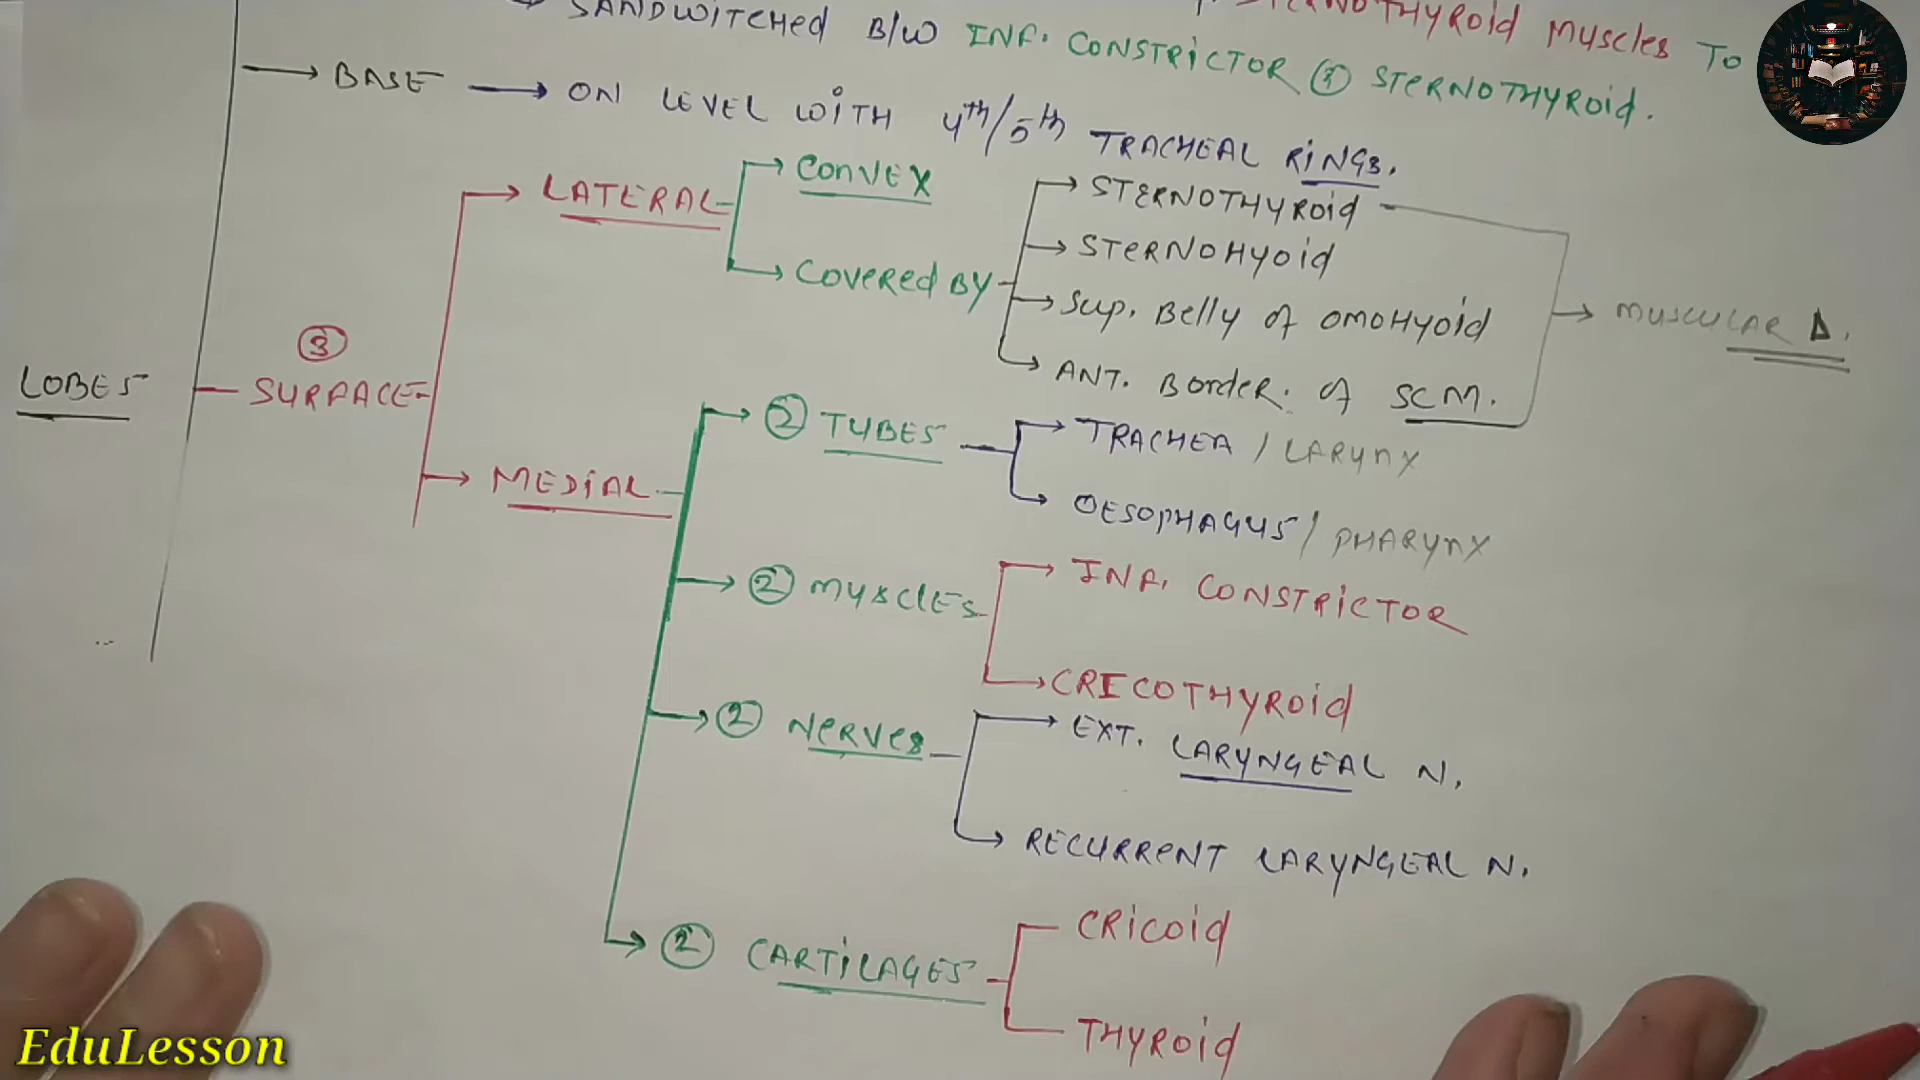 SANDWITCHED B/W INF. CONSTRICTOR & STERNOTHYROID.
STERNOTHYROID MUSCLES TO
→ BASE → ON LEVEL WITH 4th/5th TRACHEAL RINGS.
LOBES
③ SURFACE
→ LATERAL
→ CONVEX
→ COVERED BY
→ STERNOTHYROID
→ STERNOHYOID
→ SUP. BELLY OF OMOHYOID
→ ANT. BORDER. OF SCM.
→ MUSCULAR Δ.
→ MEDIAL
→ ② TUBES
→ TRACHEA / LARYNX
→ OESOPHAGUS / PHARYNX
→ ② MUSCLES
→ INF. CONSTRICTOR
→ CRICOTHYROID
→ ② NERVES
→ EXT. LARYNGEAL N.
→ RECURRENT LARYNGEAL N.
→ ② CARTILAGES
CRICOID
THYROID
EduLesson